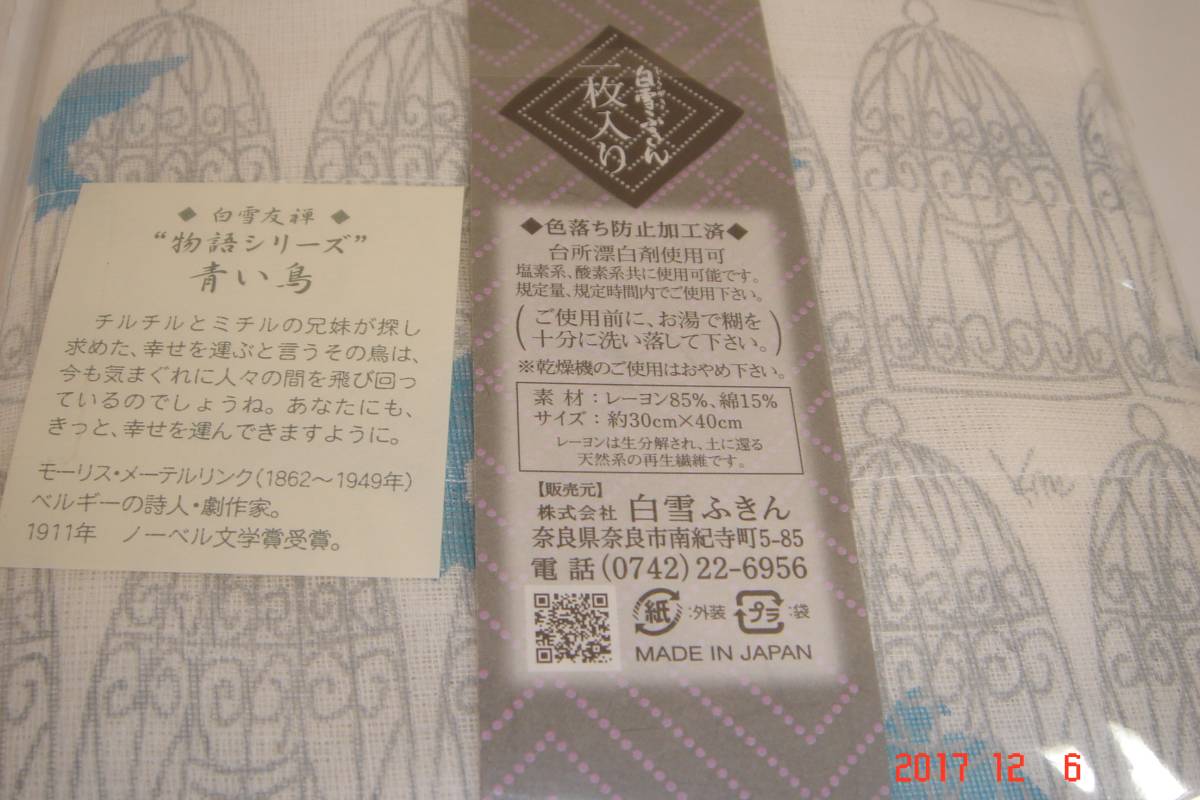 ◆ 白雪友禅 ◆
“物語シリーズ”
青い鳥
チルチルとミチルの兄妹が探し
求めた、幸せを運ぶと言うその鳥は、
今も気まぐれに人々の間を飛び回っ
ているのでしょうね。あなたにも、
きっと、幸せを運んできますように。
モーリス・メーテルリンク(1862～1949年)
ベルギーの詩人・劇作家。
1911年 ノーベル文学賞受賞。
白雪ふきん
一枚入り
◆色落ち防止加工済◆
台所漂白剤使用可
塩素系、酸素系共に使用可能です。
規定量、規定時間内でご使用下さい。
(ご使用前に、お湯で糊を
十分に洗い落して下さい。)
※乾燥機のご使用はおやめ下さい。
素 材：レーヨン85%、綿15%
サイズ：約30cm×40cm
レーヨンは生分解され、土に還る
天然系の再生繊維です。
【販売元】
株式会社 白雪ふきん
奈良県奈良市南紀寺町5-85
電 話 (0742) 22-6956
紙 :外装 プラ :袋
MADE IN JAPAN
2017 12 6